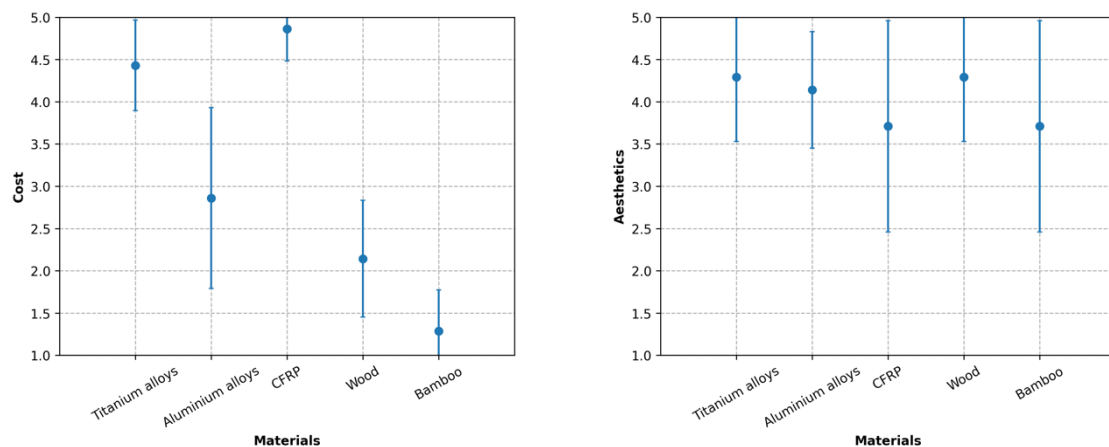 5.0
4.5
4.0
3.5
3.0
2.5
2.0
1.5
1.0
Cost
Titanium alloys
Aluminium alloys
CFRP
Wood
Bamboo
Materials
5.0
4.5
4.0
3.5
3.0
2.5
2.0
1.5
1.0
Aesthetics
Titanium alloys
Aluminium alloys
CFRP
Wood
Bamboo
Materials